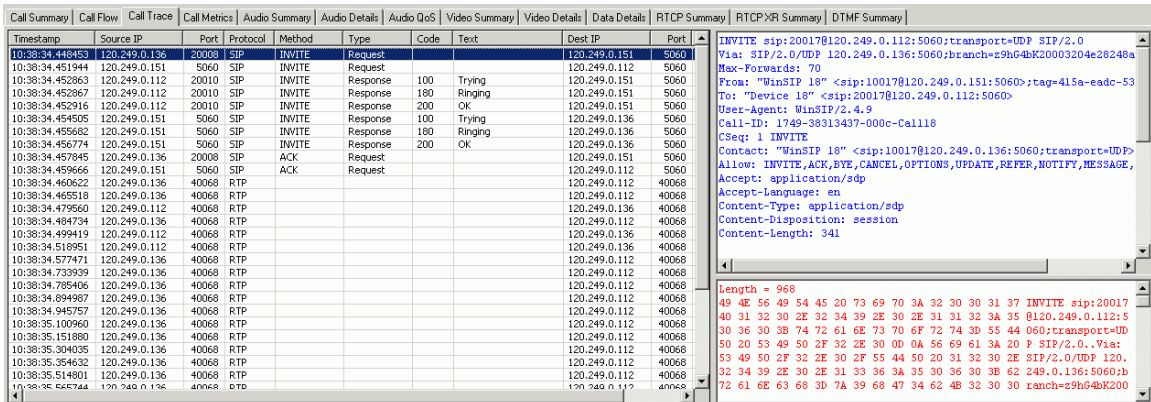 Call Summary Call Flow Call Trace Call Metrics Audio Summary Audio Details Audio QoS Video Summary Video Details Data Details RTCP Summary RTCP XR Summary DTMF Summary
Timestamp Source IP Port Protocol Method Type Code Text Dest IP Port
10:38:34.448453 120.249.0.136 20008 SIP INVITE Request 120.249.0.151 5060
10:38:34.451944 120.249.0.151 5060 SIP INVITE Request 120.249.0.112 5060
10:38:34.452863 120.249.0.112 20010 SIP INVITE Response 100 Trying 120.249.0.151 5060
10:38:34.452867 120.249.0.112 20010 SIP INVITE Response 180 Ringing 120.249.0.151 5060
10:38:34.452916 120.249.0.112 20010 SIP INVITE Response 200 OK 120.249.0.151 5060
10:38:34.454505 120.249.0.151 5060 SIP INVITE Response 100 Trying 120.249.0.136 5060
10:38:34.455682 120.249.0.151 5060 SIP INVITE Response 180 Ringing 120.249.0.136 5060
10:38:34.456774 120.249.0.151 5060 SIP INVITE Response 200 OK 120.249.0.136 5060
10:38:34.457845 120.249.0.136 20008 SIP ACK Request 120.249.0.151 5060
10:38:34.459666 120.249.0.151 5060 SIP ACK Request 120.249.0.112 5060
10:38:34.460622 120.249.0.136 40068 RTP 120.249.0.112 40068
10:38:34.465518 120.249.0.136 40068 RTP 120.249.0.112 40068
10:38:34.479560 120.249.0.112 40068 RTP 120.249.0.136 40068
10:38:34.484734 120.249.0.136 40068 RTP 120.249.0.112 40068
10:38:34.499419 120.249.0.112 40068 RTP 120.249.0.136 40068
10:38:34.518951 120.249.0.112 40068 RTP 120.249.0.136 40068
10:38:34.577471 120.249.0.136 40068 RTP 120.249.0.112 40068
10:38:34.733939 120.249.0.136 40068 RTP 120.249.0.112 40068
10:38:34.785406 120.249.0.136 40068 RTP 120.249.0.112 40068
10:38:34.894987 120.249.0.136 40068 RTP 120.249.0.112 40068
10:38:34.945757 120.249.0.136 40068 RTP 120.249.0.112 40068
10:38:35.100960 120.249.0.136 40068 RTP 120.249.0.112 40068
10:38:35.151880 120.249.0.136 40068 RTP 120.249.0.112 40068
10:38:35.304035 120.249.0.136 40068 RTP 120.249.0.112 40068
10:38:35.354632 120.249.0.136 40068 RTP 120.249.0.112 40068
10:38:35.514801 120.249.0.136 40068 RTP 120.249.0.112 40068
10:38:35.565744 120.249.0.136 40068 RTP 120.249.0.112 40068
INVITE sip:20017@120.249.0.112:5060;transport=UDP SIP/2.0
Via: SIP/2.0/UDP 120.249.0.136:5060;branch=z9hG4bK20003204e28248a
Max-Forwards: 70
From: "WinSIP 18" <sip:10017@120.249.0.151:5060>;tag=415a-eadc-53
To: "Device 18" <sip:20017@120.249.0.112:5060>
User-Agent: WinSIP/2.4.9
Call-ID: 1749-38313437-000c-Call18
CSeq: 1 INVITE
Contact: "WinSIP 18" <sip:10017@120.249.0.136:5060;transport=UDP>
Allow: INVITE,ACK,BYE,CANCEL,OPTIONS,UPDATE,REFER,NOTIFY,MESSAGE,
Accept: application/sdp
Accept-Language: en
Content-Type: application/sdp
Content-Disposition: session
Content-Length: 341
Length = 968
49 4E 56 49 54 45 20 73 69 70 3A 32 30 30 31 37 INVITE sip:20017
40 31 32 30 2E 32 34 39 2E 30 2E 31 31 32 3A 35 @120.249.0.112:5
30 36 30 3B 74 72 61 6E 73 70 6F 72 74 3D 55 44 060;transport=UD
50 20 53 49 50 2F 32 2E 30 0D 0A 56 69 61 3A 20 P SIP/2.0..Via:
53 49 50 2F 32 2E 30 2F 55 44 50 20 31 32 30 2E SIP/2.0/UDP 120.
32 34 39 2E 30 2E 31 33 36 3A 35 30 36 30 3B 62 249.0.136:5060;b
72 61 6E 63 68 3D 7A 39 68 47 34 62 4B 32 30 30 ranch=z9hG4bK200